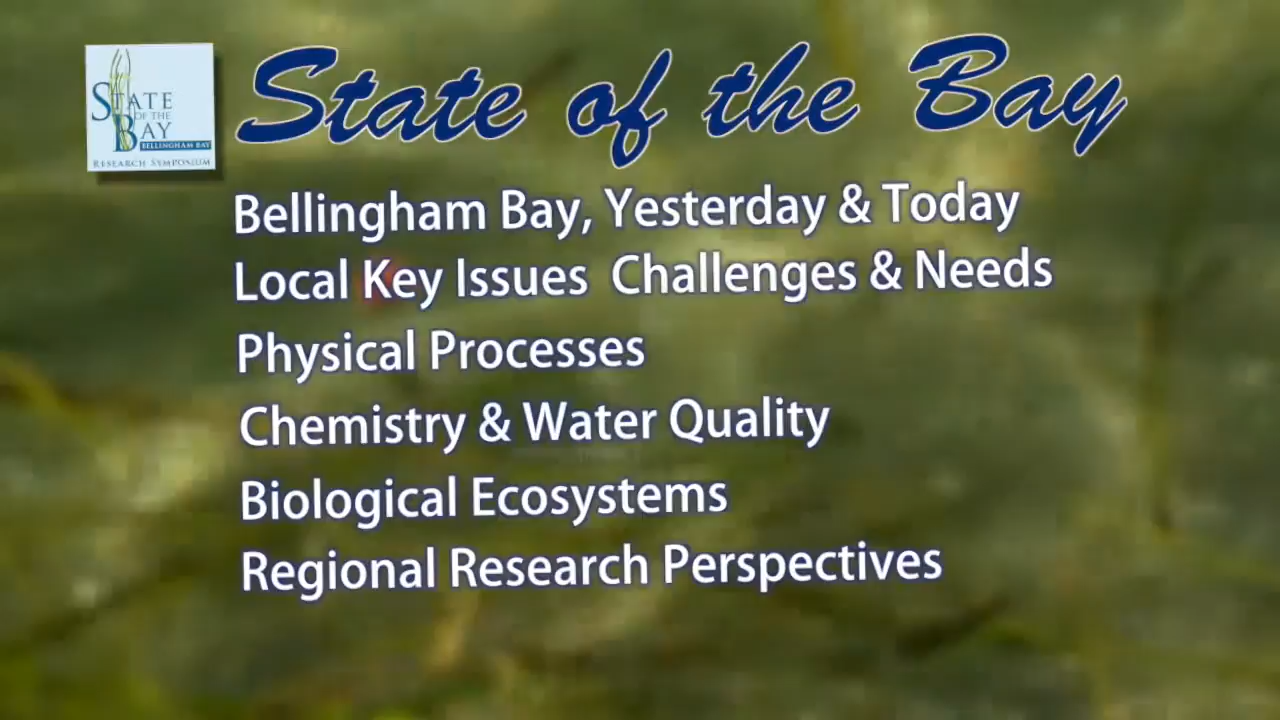 State of the Bay
STATE
OF THE
BAY
BELLINGHAM BAY
RESEARCH SYMPOSIUM
Bellingham Bay, Yesterday & Today
Local Key Issues Challenges & Needs
Physical Processes
Chemistry & Water Quality
Biological Ecosystems
Regional Research Perspectives